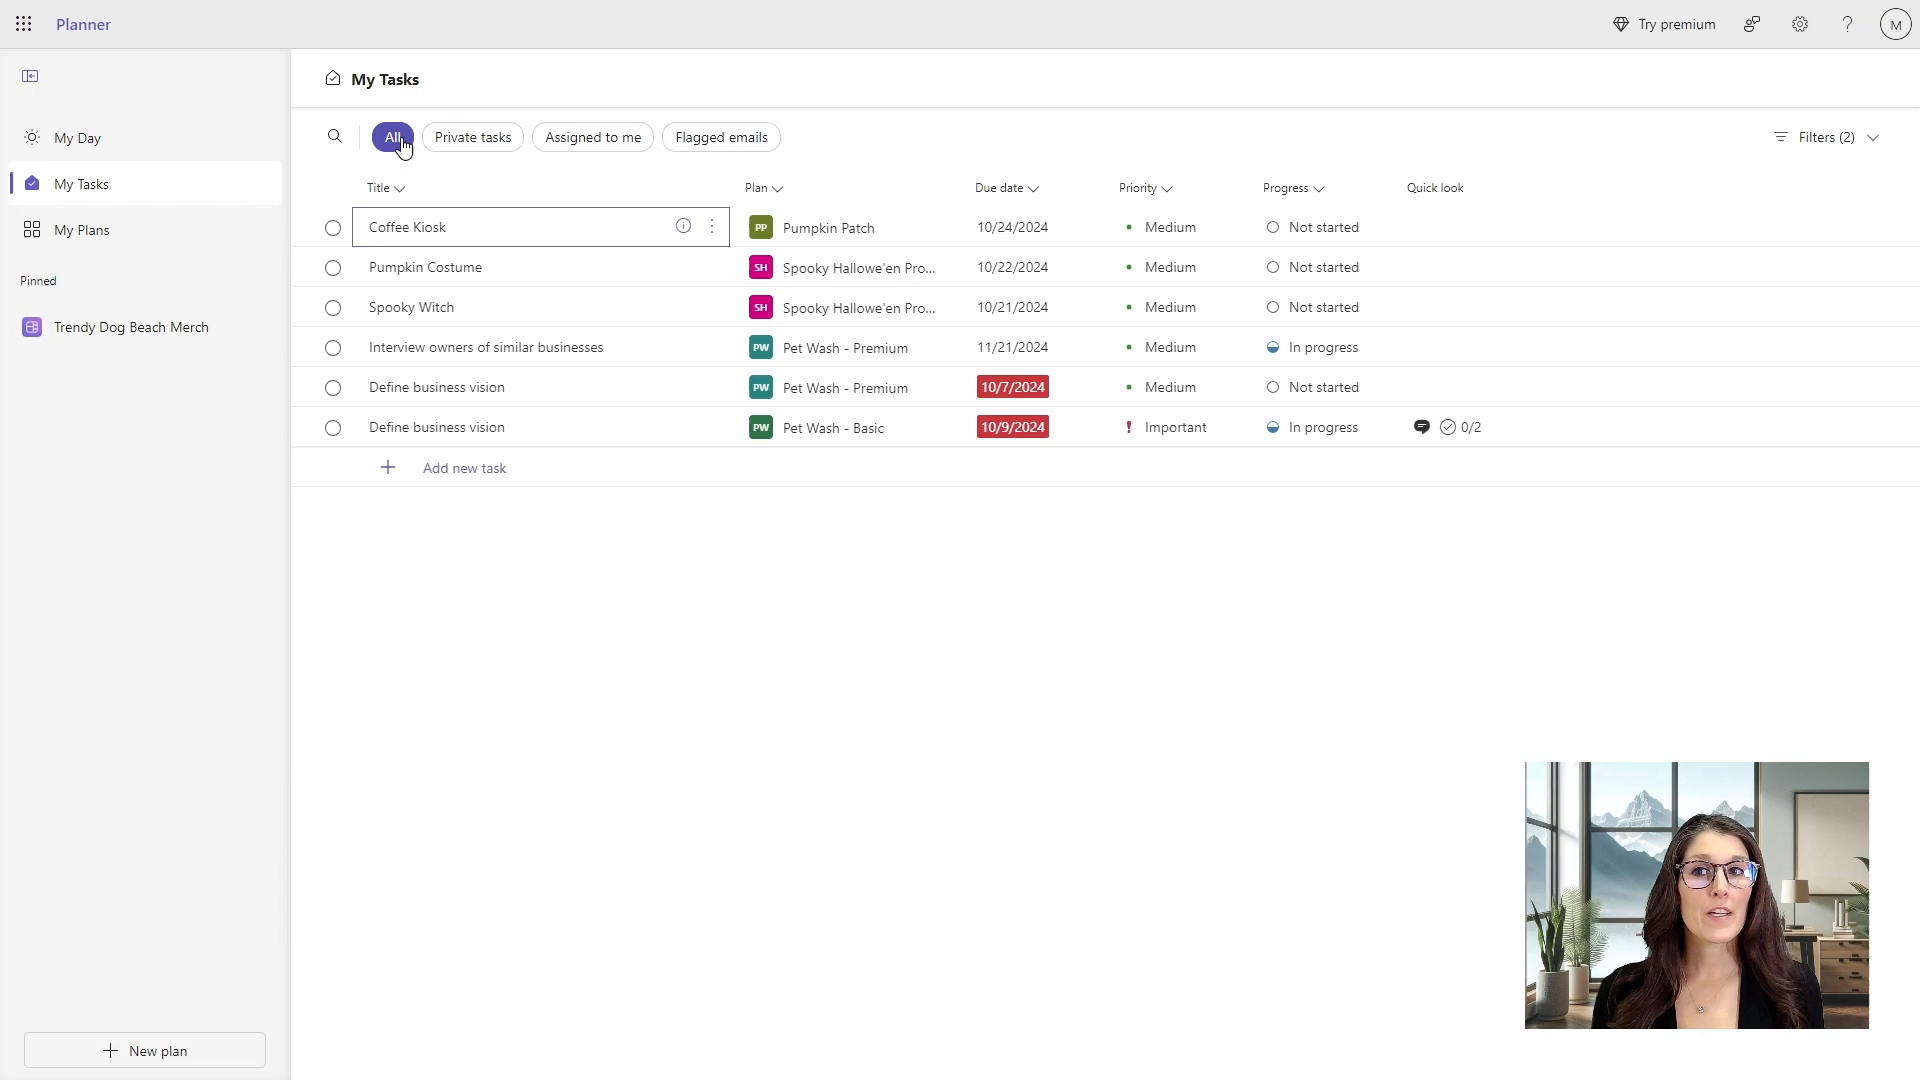 Planner
Try premium
M
My Day
My Tasks
My Plans
Pinned
Trendy Dog Beach Merch
New plan
My Tasks
All
Private tasks
Assigned to me
Flagged emails
Filters (2)
Title Plan Due date Priority Progress Quick look
Coffee Kiosk PP Pumpkin Patch 10/24/2024 Medium Not started
Pumpkin Costume SH Spooky Hallowe'en Pro... 10/22/2024 Medium Not started
Spooky Witch SH Spooky Hallowe'en Pro... 10/21/2024 Medium Not started
Interview owners of similar businesses PW Pet Wash - Premium 11/21/2024 Medium In progress
Define business vision PW Pet Wash - Premium 10/7/2024 Medium Not started
Define business vision PW Pet Wash - Basic 10/9/2024 Important In progress 0/2
Add new task